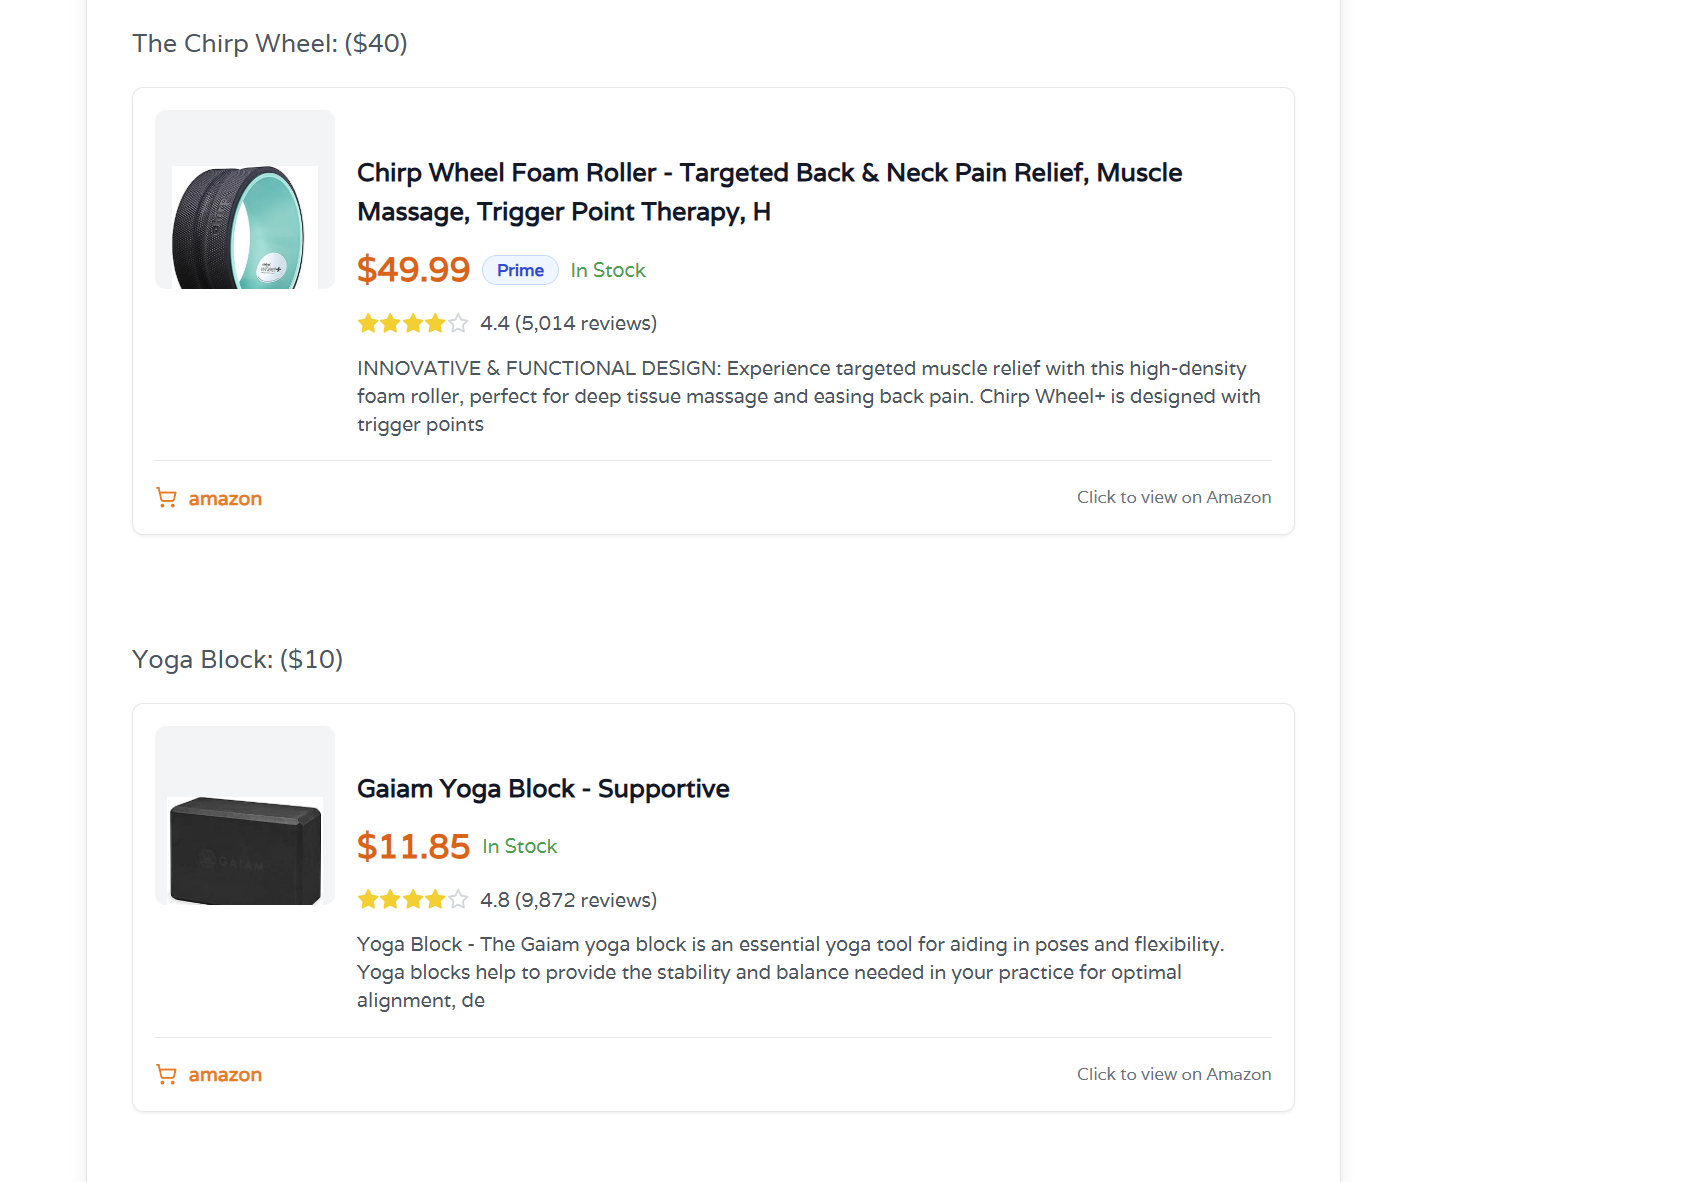 The Chirp Wheel: ($40)
Chirp Wheel Foam Roller - Targeted Back & Neck Pain Relief, Muscle
Massage, Trigger Point Therapy, H
$49.99 Prime In Stock
4.4 (5,014 reviews)
INNOVATIVE & FUNCTIONAL DESIGN: Experience targeted muscle relief with this high-density
foam roller, perfect for deep tissue massage and easing back pain. Chirp Wheel+ is designed with
trigger points
amazon
Click to view on Amazon
Yoga Block: ($10)
GAIAM
Gaiam Yoga Block - Supportive
$11.85 In Stock
4.8 (9,872 reviews)
Yoga Block - The Gaiam yoga block is an essential yoga tool for aiding in poses and flexibility.
Yoga blocks help to provide the stability and balance needed in your practice for optimal
alignment, de
amazon
Click to view on Amazon